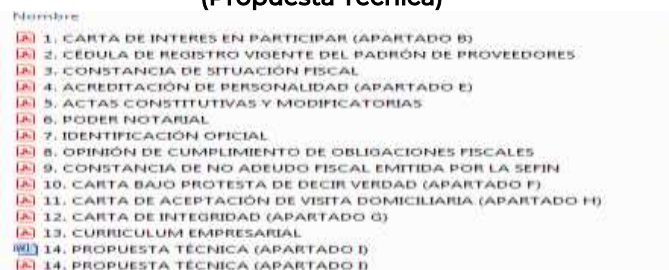 (Propuesta Técnica)
Nombre
1. CARTA DE INTERES EN PARTICIPAR (APARTADO B)
2. CÉDULA DE REGISTRO VIGENTE DEL PADRÓN DE PROVEEDORES
3. CONSTANCIA DE SITUACIÓN FISCAL
4. ACREDITACIÓN DE PERSONALIDAD (APARTADO E)
5. ACTAS CONSTITUTIVAS Y MODIFICATORIAS
6. PODER NOTARIAL
7. IDENTIFICACIÓN OFICIAL
8. OPINIÓN DE CUMPLIMIENTO DE OBLIGACIONES FISCALES
9. CONSTANCIA DE NO ADEUDO FISCAL EMITIDA POR LA SEFIN
10. CARTA BAJO PROTESTA DE DECIR VERDAD (APARTADO F)
11. CARTA DE ACEPTACIÓN DE VISITA DOMICILIARIA (APARTADO H)
12. CARTA DE INTEGRIDAD (APARTADO G)
13. CURRICULUM EMPRESARIAL
14. PROPUESTA TÉCNICA (APARTADO I)
14. PROPUESTA TÉCNICA (APARTADO I)